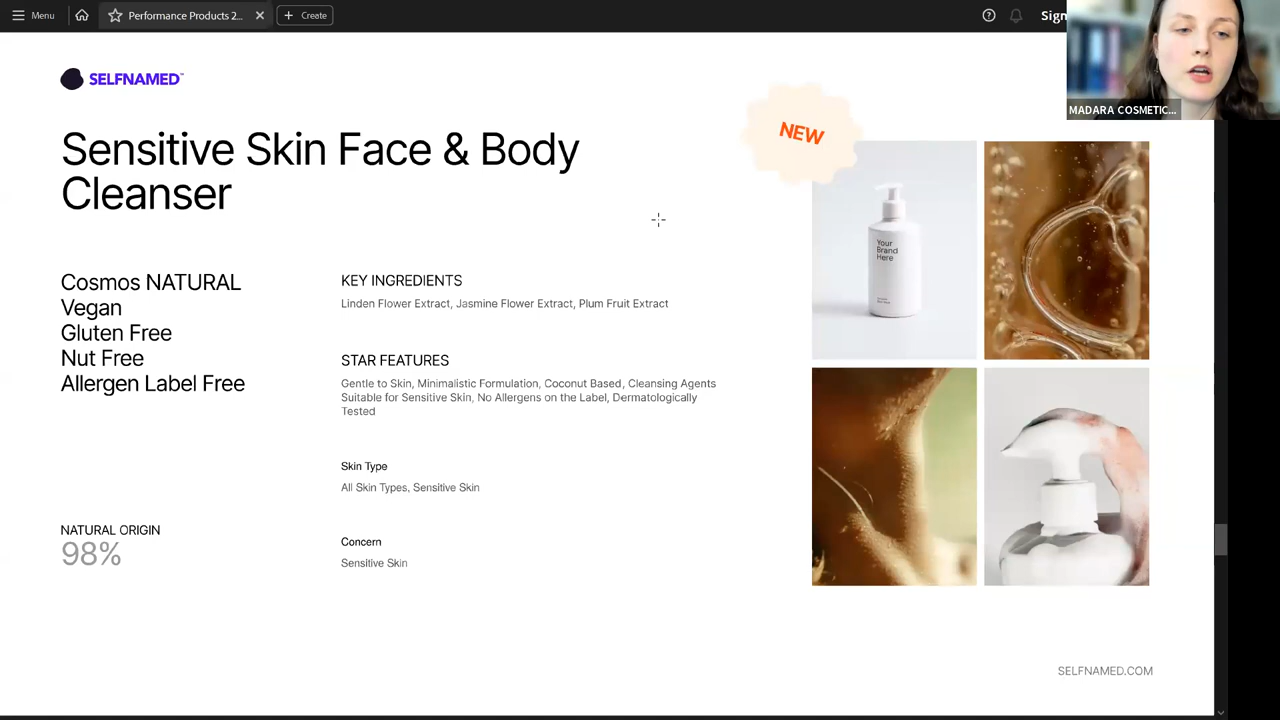 Menu
Performance Products 2...
Create
Sign
MADARA COSMETIC...
SELFNAMED™
NEW
Sensitive Skin Face & Body
Cleanser
Your
Brand
Here
Cosmos NATURAL
Vegan
Gluten Free
Nut Free
Allergen Label Free
KEY INGREDIENTS
Linden Flower Extract, Jasmine Flower Extract, Plum Fruit Extract
STAR FEATURES
Gentle to Skin, Minimalistic Formulation, Coconut Based, Cleansing Agents
Suitable for Sensitive Skin, No Allergens on the Label, Dermatologically
Tested
Skin Type
All Skin Types, Sensitive Skin
NATURAL ORIGIN
98%
Concern
Sensitive Skin
SELFNAMED.COM